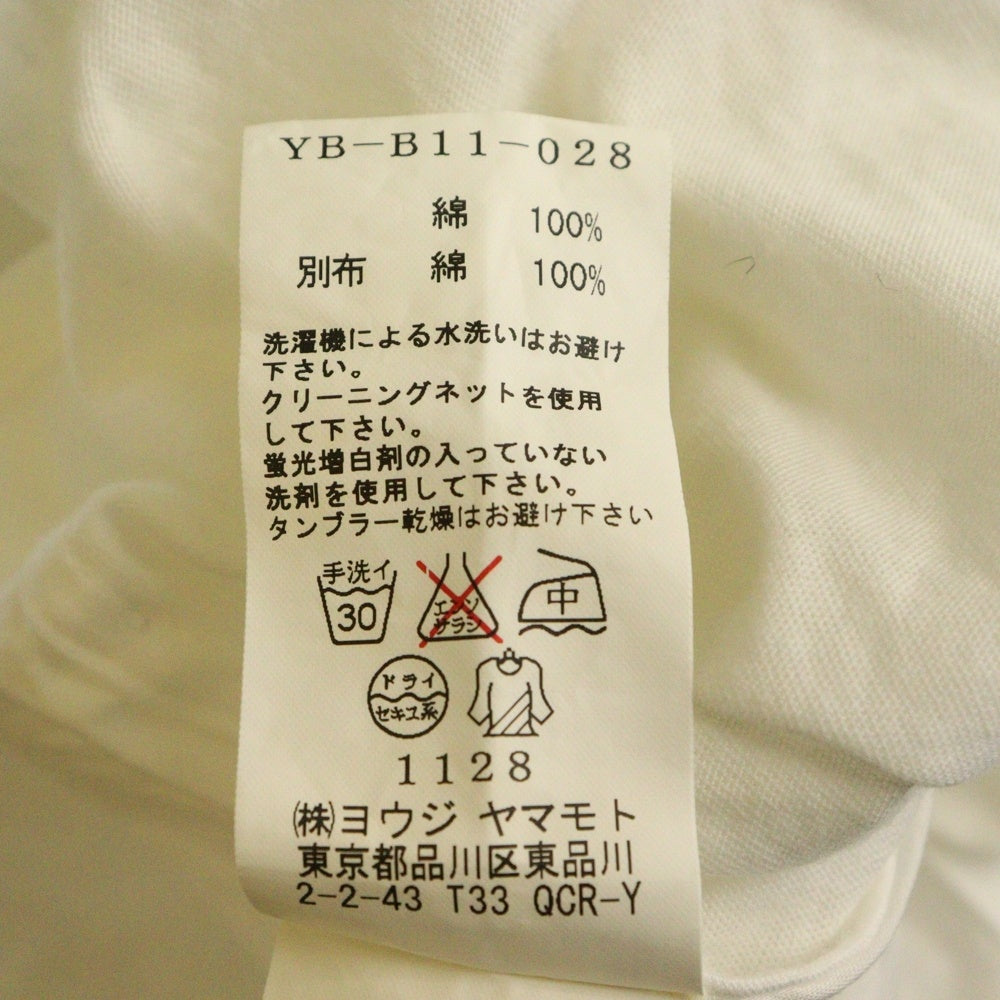 YB-B11-028
綿 100%
別布 綿 100%
洗濯機による水洗いはお避け
下さい。
クリーニングネットを使用
して下さい。
蛍光増白剤の入っていない
洗剤を使用して下さい。
タンブラー乾燥はお避け下さい
手洗イ
30
エンソ
サラシ
中
ドライ
セキユ系
1128
㈱ヨウジ ヤマモト
東京都品川区東品川
2-2-43 T33 QCR-Y